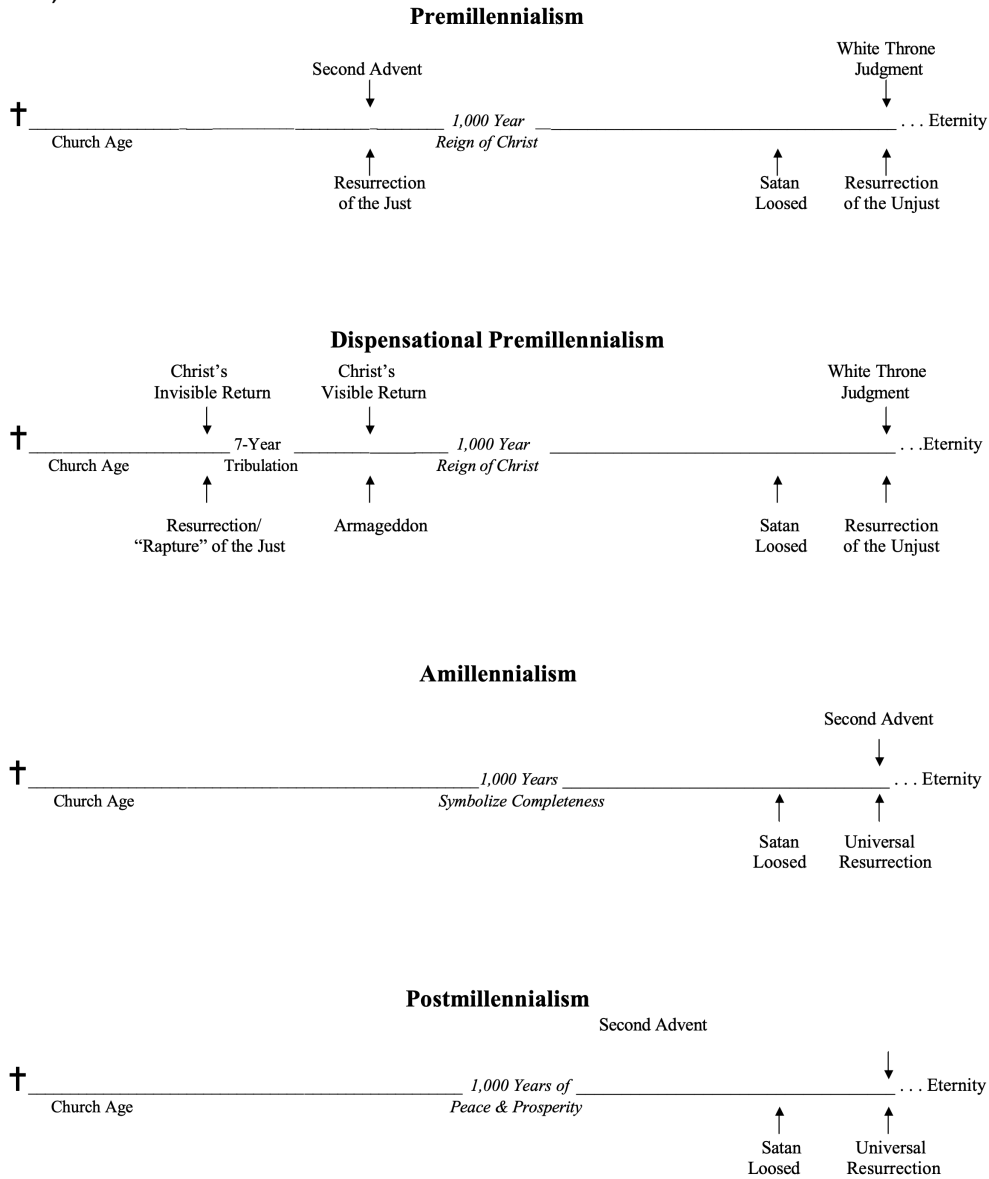 Premillennialism
White Throne
Second Advent
Judgment
1,000 Year
. . . Eternity
Church Age
Reign of Christ
Resurrection
of the Just
Satan
Loosed
Resurrection
of the Unjust
Dispensational Premillennialism
Christ’s
Invisible Return
Christ’s
Visible Return
White Throne
Judgment
7-Year
Tribulation
1,000 Year
Reign of Christ
. . .Eternity
Church Age
Resurrection/
“Rapture” of the Just
Armageddon
Satan
Loosed
Resurrection
of the Unjust
Amillennialism
Second Advent
1,000 Years
Symbolize Completeness
. . . Eternity
Church Age
Satan
Loosed
Universal
Resurrection
Postmillennialism
Second Advent
1,000 Years of
Peace & Prosperity
. . . Eternity
Church Age
Satan
Loosed
Universal
Resurrection